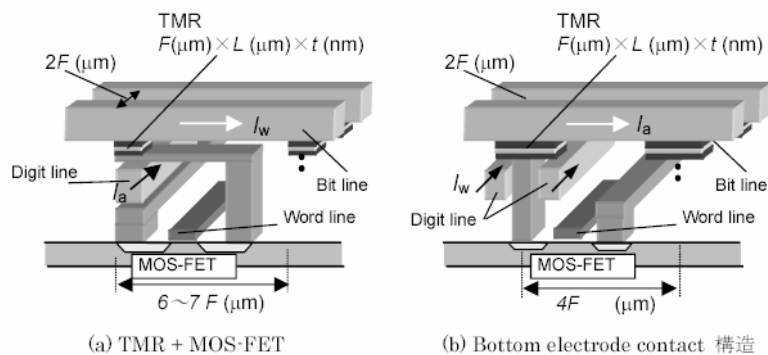 TMR
F(μm)×L (μm)×t (nm)
2F (μm)
Iw
Digit line
Ia
Bit line
Word line
MOS-FET
6～7 F (μm)
(a) TMR + MOS-FET
TMR
F(μm)×L (μm)×t (nm)
2F (μm)
Ia
Iw
Bit line
Digit line
Word line
MOS-FET
4F (μm)
(b) Bottom electrode contact 構造